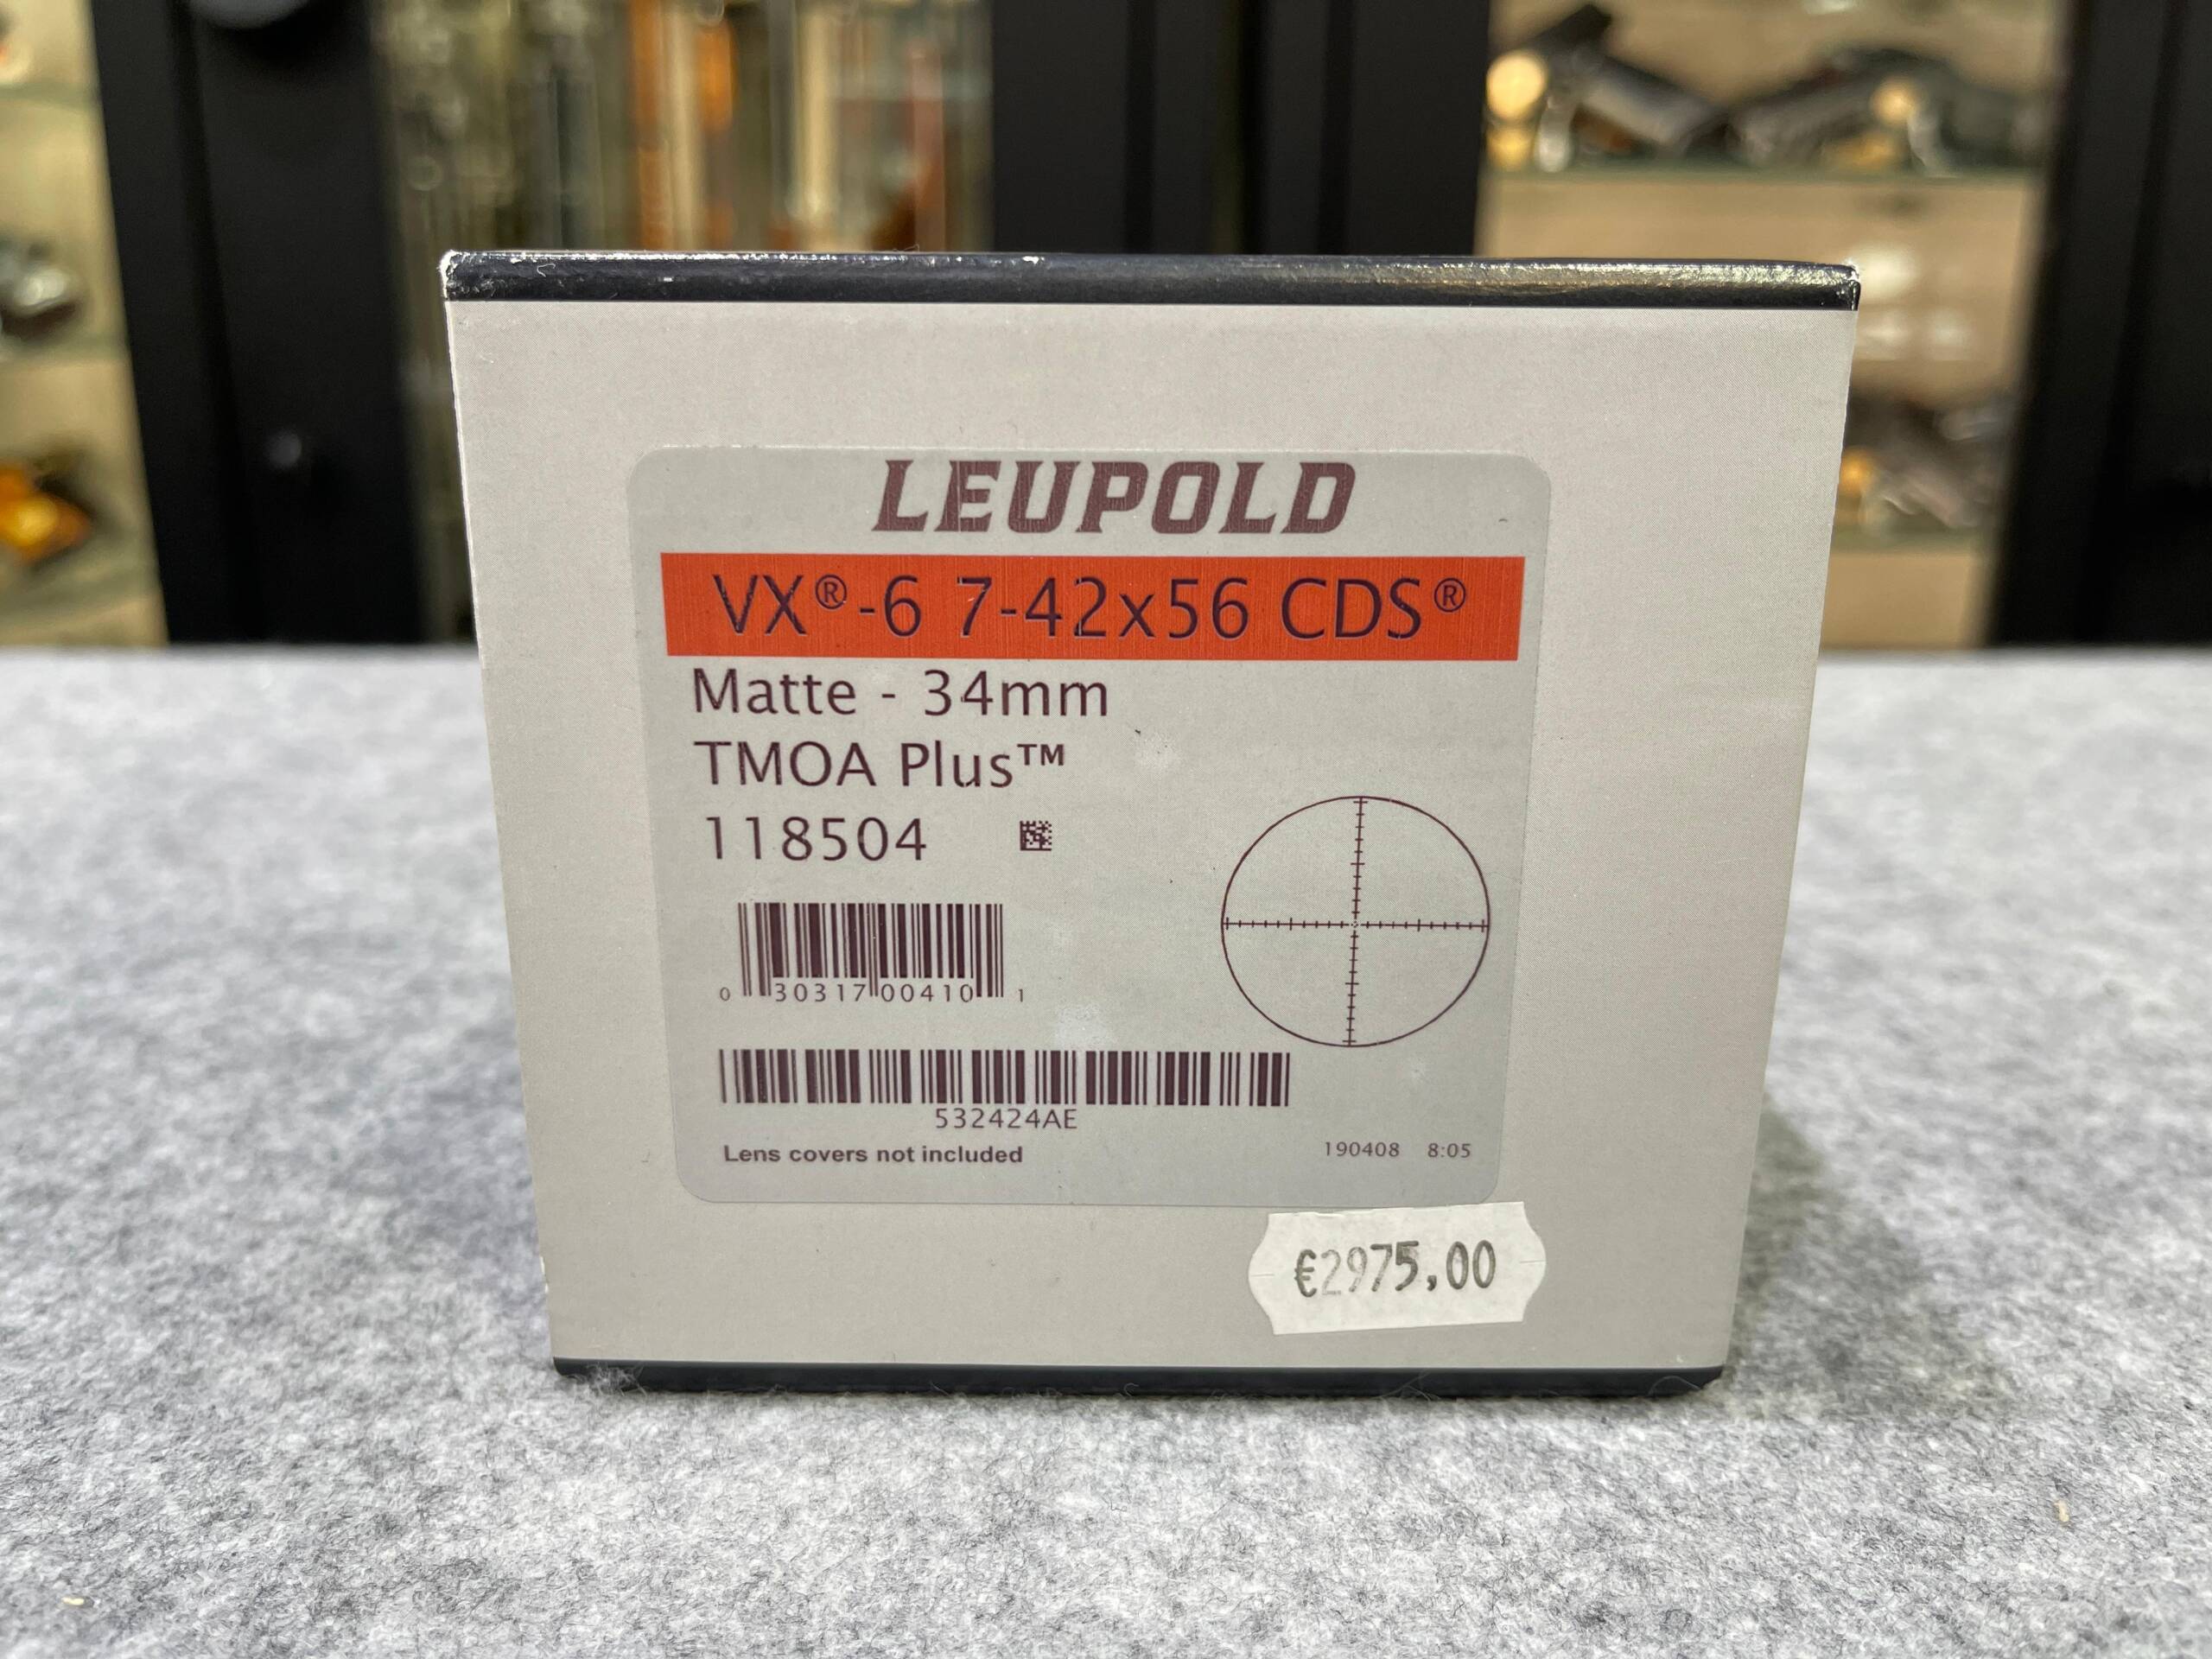 LEUPOLD
VX®-6 7-42x56 CDS®
Matte - 34mm
TMOA Plus™
118504
0 30317 00410 1
532424AE
Lens covers not included
190408 8:05
€2975,00